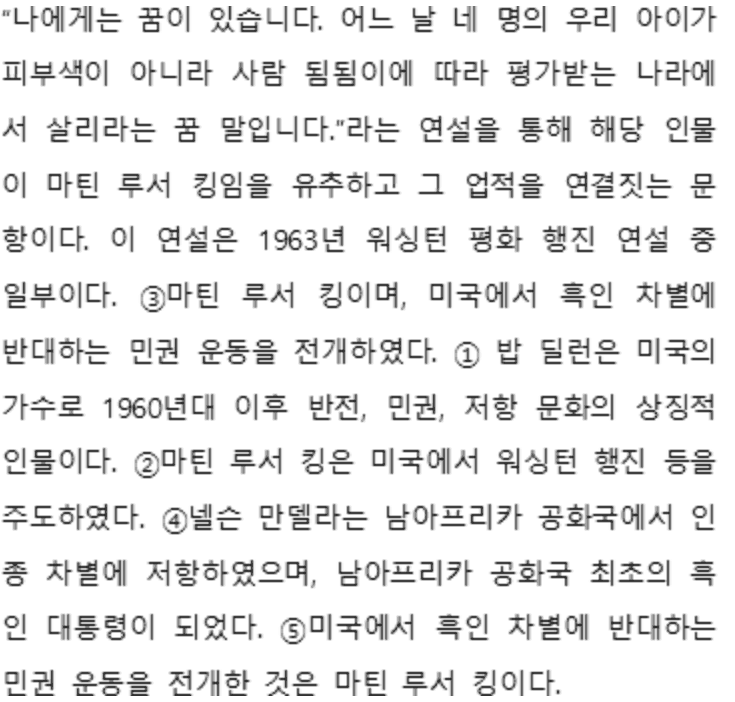 “나에게는 꿈이 있습니다. 어느 날 네 명의 우리 아이가
피부색이 아니라 사람 됨됨이에 따라 평가받는 나라에
서 살리라는 꿈 말입니다.”라는 연설을 통해 해당 인물
이 마틴 루서 킹임을 유추하고 그 업적을 연결짓는 문
항이다. 이 연설은 1963년 워싱턴 평화 행진 연설 중
일부이다. ③마틴 루서 킹이며, 미국에서 흑인 차별에
반대하는 민권 운동을 전개하였다. ① 밥 딜런은 미국의
가수로 1960년대 이후 반전, 민권, 저항 문화의 상징적
인물이다. ②마틴 루서 킹은 미국에서 워싱턴 행진 등을
주도하였다. ④넬슨 만델라는 남아프리카 공화국에서 인
종 차별에 저항하였으며, 남아프리카 공화국 최초의 흑
인 대통령이 되었다. ⑤미국에서 흑인 차별에 반대하는
민권 운동을 전개한 것은 마틴 루서 킹이다.